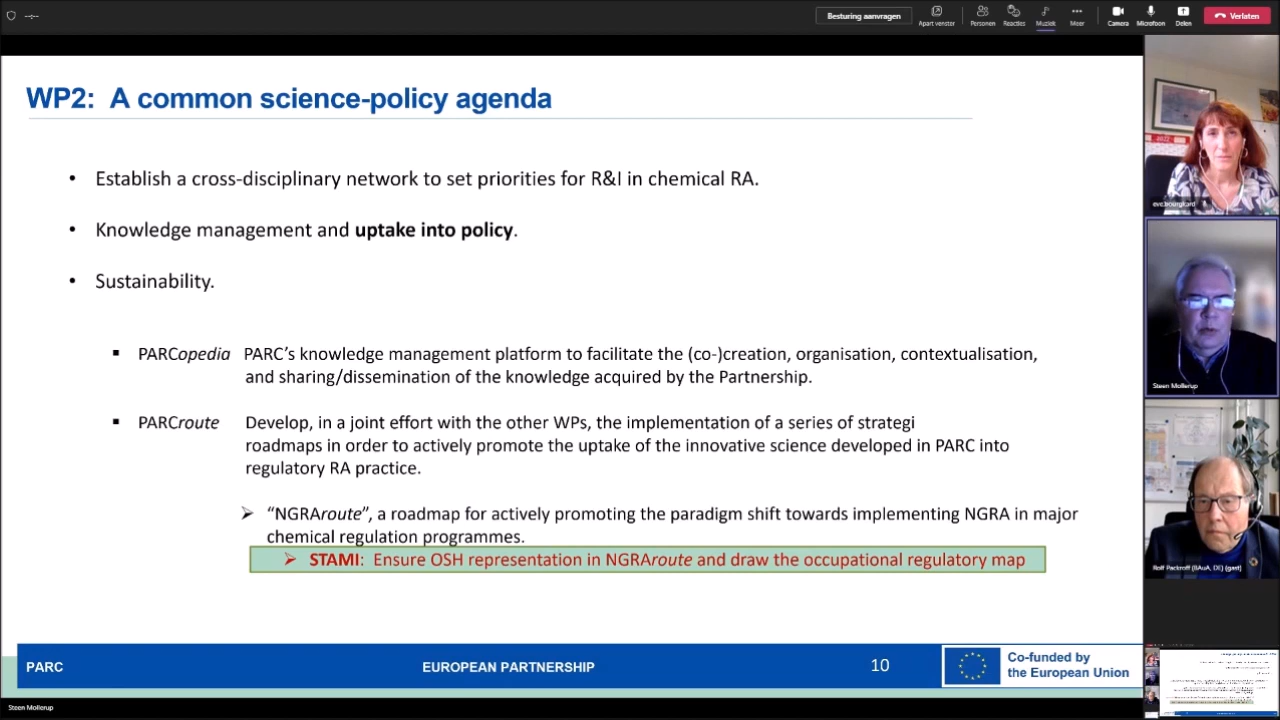 Besturing aanvragen
Apart venster
Personen
Reacties
Muziek
Meer
Camera
Microfoon
Delen
Verlaten
WP2: A common science-policy agenda
• Establish a cross-disciplinary network to set priorities for R&I in chemical RA.
• Knowledge management and uptake into policy.
• Sustainability.
▪ PARCopedia PARC’s knowledge management platform to facilitate the (co-)creation, organisation, contextualisation,
and sharing/dissemination of the knowledge acquired by the Partnership.
▪ PARCroute Develop, in a joint effort with the other WPs, the implementation of a series of strategi
roadmaps in order to actively promote the uptake of the innovative science developed in PARC into
regulatory RA practice.
➢ “NGRAroute”, a roadmap for actively promoting the paradigm shift towards implementing NGRA in major
chemical regulation programmes.
➢ STAMI: Ensure OSH representation in NGRAroute and draw the occupational regulatory map
PARC
EUROPEAN PARTNERSHIP
10
Co-funded by
the European Union
eve.bourgkard
Steen Mollerup
Rolf Packroff (BAuA, DE) (gast)
Steen Mollerup